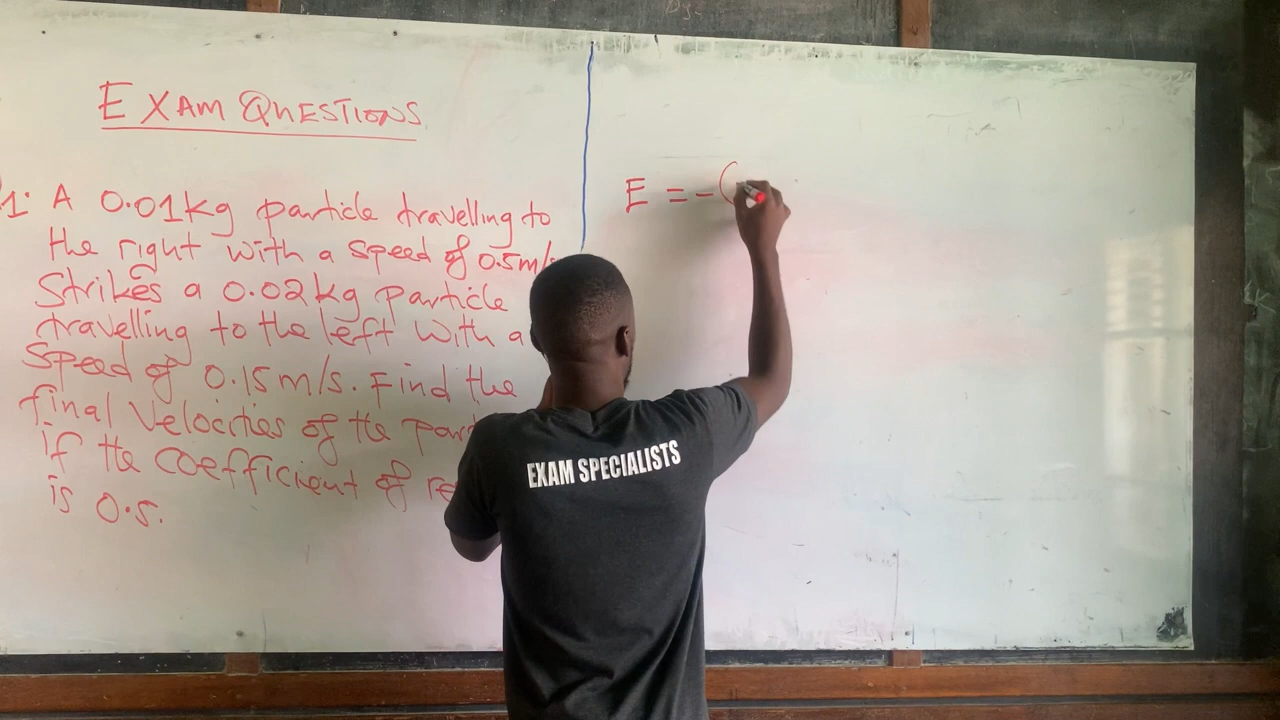 EXAM QUESTIONS
1. A 0.01kg particle travelling to
the right with a speed of 0.5m/s
Strikes a 0.02kg particle
travelling to the left with a
speed of 0.15m/s. Find the
final velocities of the
if the coefficient of
is 0.5.
E = -(
EXAM SPECIALISTS